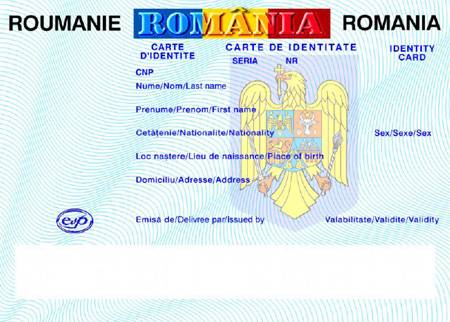 ROUMANIE ROMÂNIA ROMANIA
CARTE D'IDENTITE CARTE DE IDENTITATE IDENTITY CARD
SERIA NR
CNP
Nume/Nom/Last name
Prenume/Prenom/First name
Cetăţenie/Nationalite/Nationality Sex/Sexe/Sex
Loc nastere/Lieu de naissance/Place of birth
Domiciliu/Adresse/Address
Emisă de/Delivree par/Issued by Valabilitate/Validite/Validity